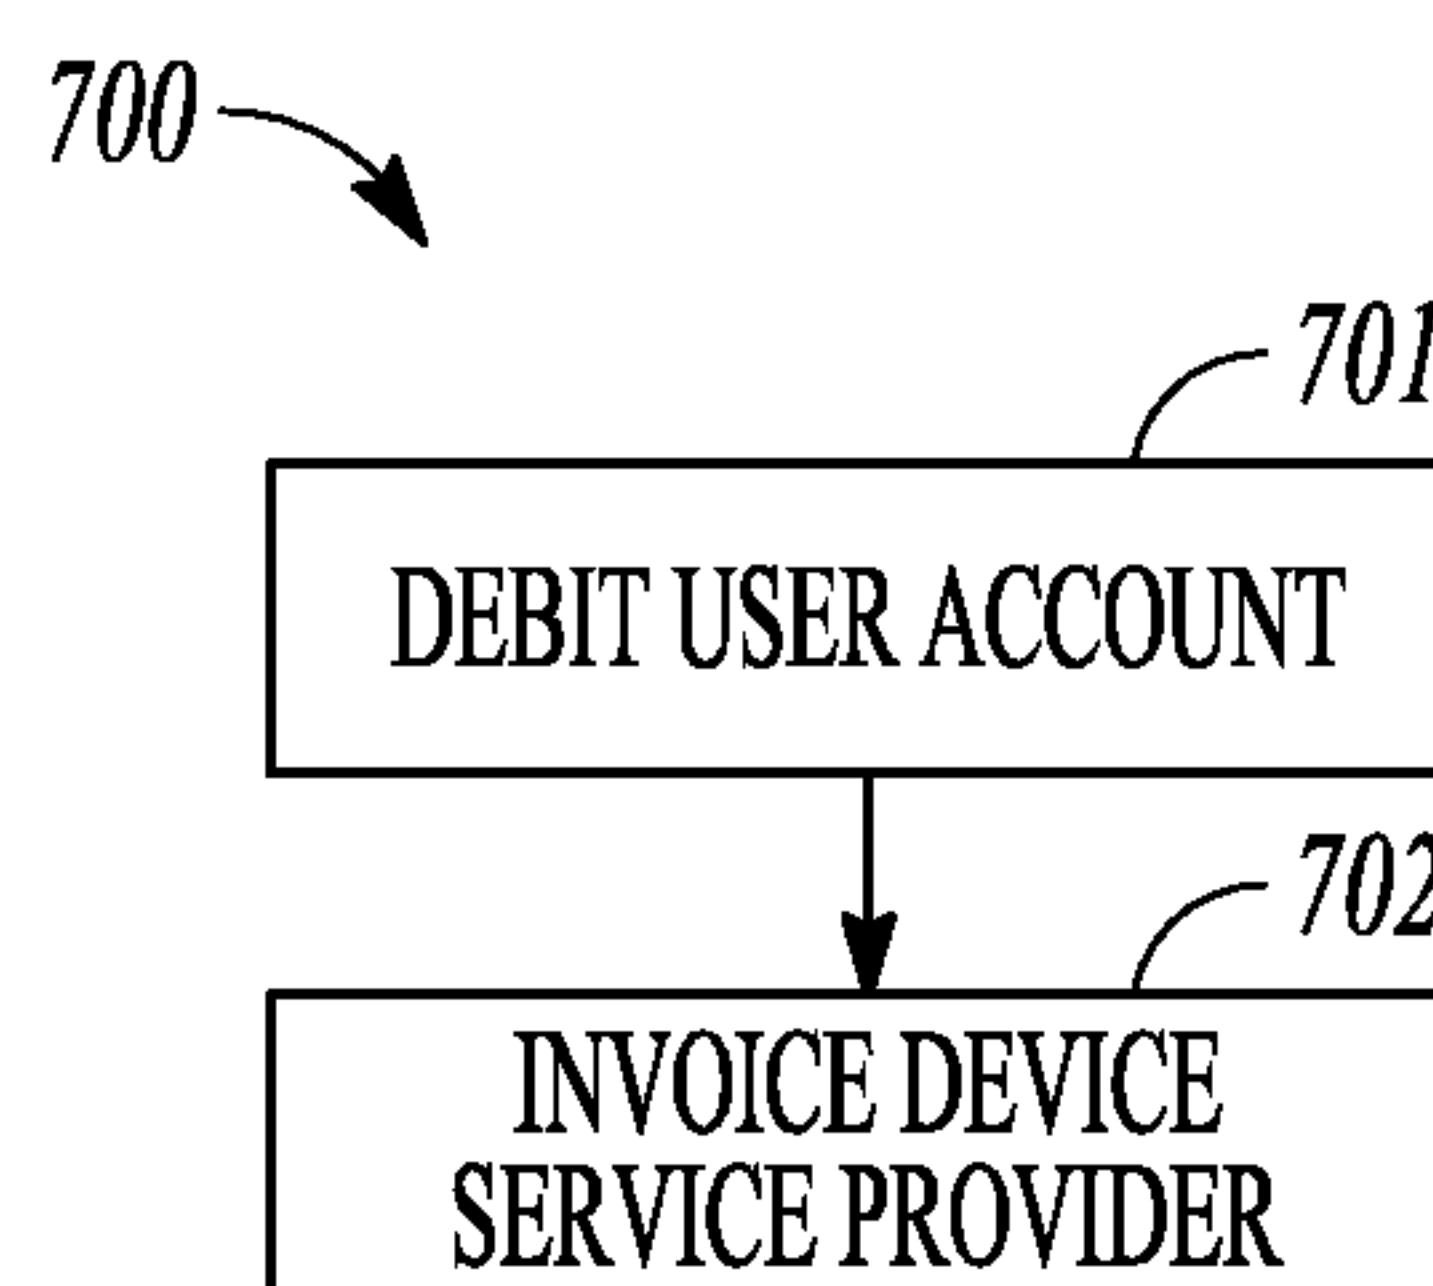 700
701
DEBIT USER ACCOUNT
702
INVOICE DEVICE
SERVICE PROVIDER